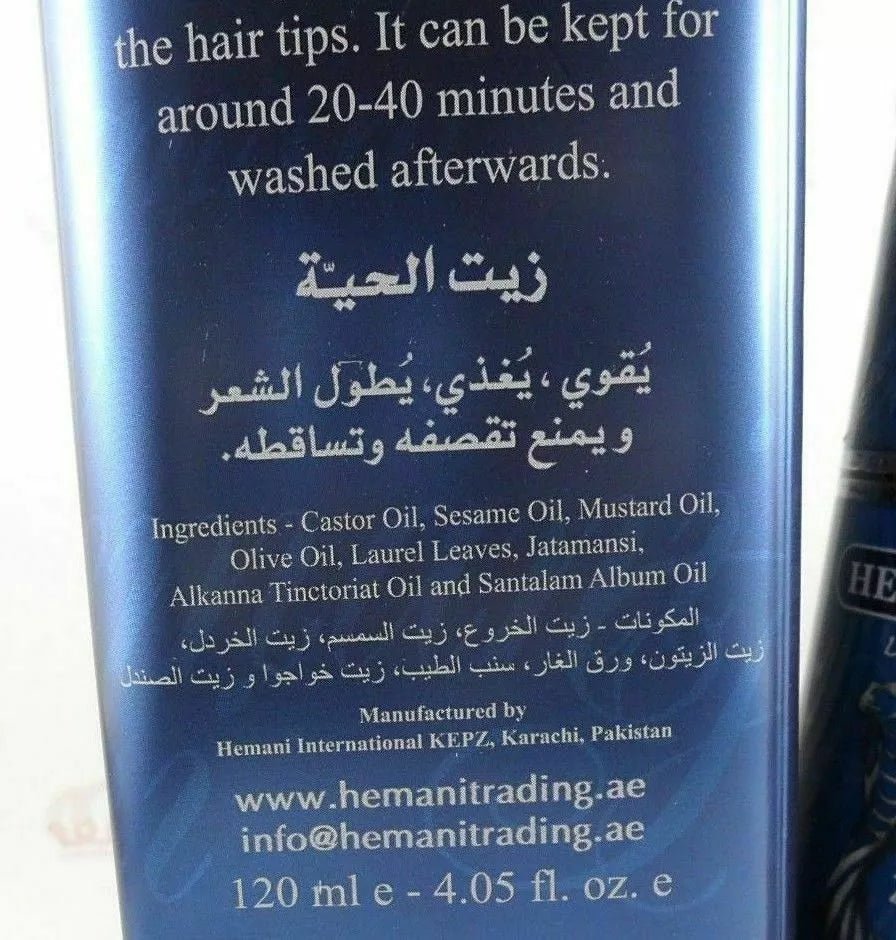 the hair tips. It can be kept for
around 20-40 minutes and
washed afterwards.
زيت الحيّة
يُقوي، يُغذي، يُطوّل الشعر
ويمنع تقصفه وتساقطه.
Ingredients - Castor Oil, Sesame Oil, Mustard Oil,
Olive Oil, Laurel Leaves, Jatamansi,
Alkanna Tinctoriat Oil and Santalam Album Oil
المكونات - زيت الخروع، زيت السمسم، زيت الخردل،
زيت الزيتون، ورق الغار، سنب الطيب، زيت خواجوا و زيت الصندل
Manufactured by
Hemani International KEPZ, Karachi, Pakistan
www.hemanitrading.ae
info@hemanitrading.ae
120 ml e - 4.05 fl. oz. e
HE